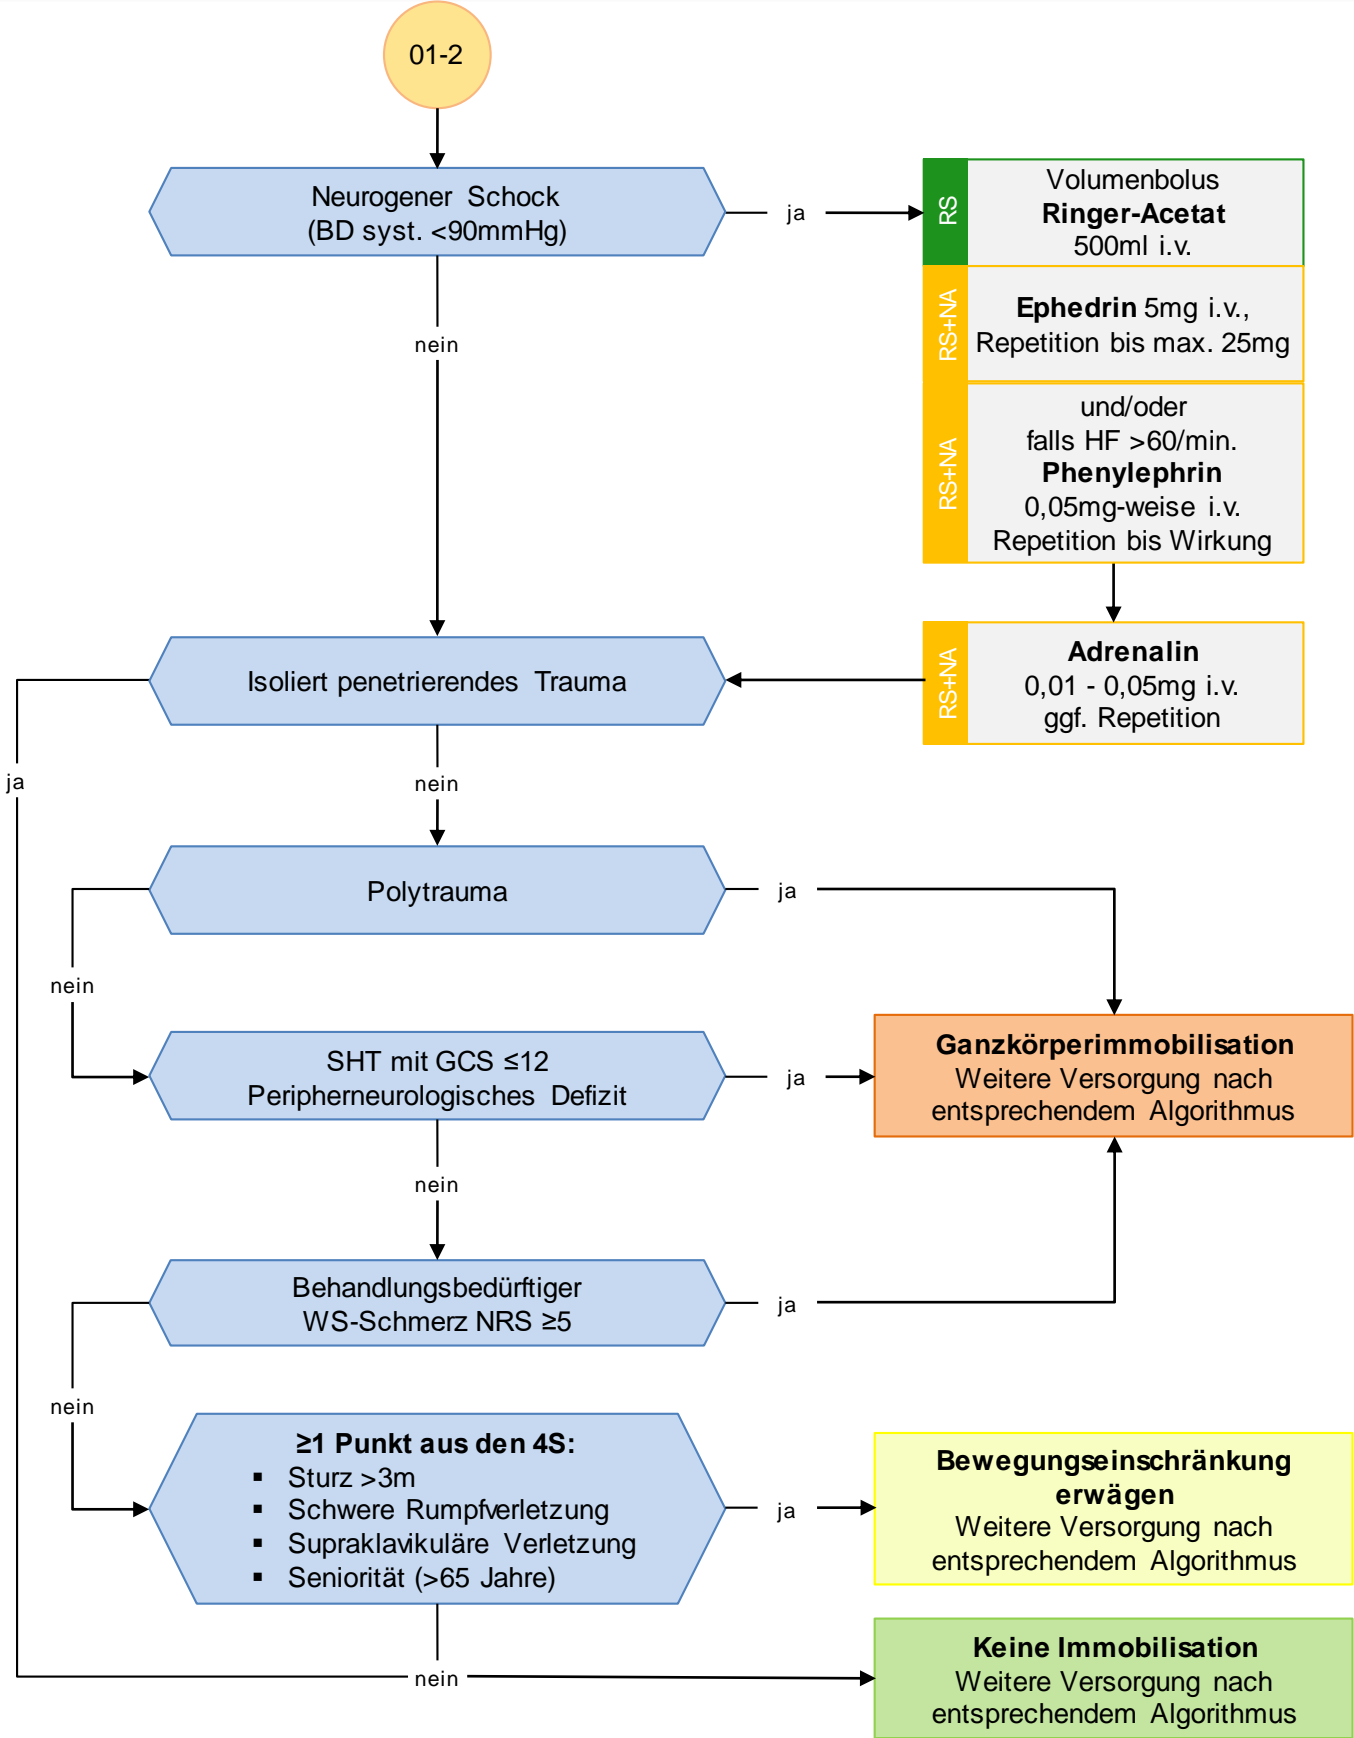 01-2
Neurogener Schock
(BD syst. <90mmHg)
ja
RS
Volumenbolus
Ringer-Acetat
500ml i.v.
RS+NA
Ephedrin 5mg i.v.,
Repetition bis max. 25mg
nein
RS+NA
und/oder
falls HF >60/min.
Phenylephrin
0,05mg-weise i.v.
Repetition bis Wirkung
Isoliert penetrierendes Trauma
RS+NA
Adrenalin
0,01 - 0,05mg i.v.
ggf. Repetition
ja
nein
Polytrauma
ja
nein
SHT mit GCS ≤12
Peripherneurologisches Defizit
ja
Ganzkörperimmobilisation
Weitere Versorgung nach
entsprechendem Algorithmus
nein
Behandlungsbedürftiger
WS-Schmerz NRS ≥5
ja
nein
≥1 Punkt aus den 4S:
▪ Sturz >3m
▪ Schwere Rumpfverletzung
▪ Supraklavikuläre Verletzung
▪ Seniorität (>65 Jahre)
ja
Bewegungseinschränkung
erwägen
Weitere Versorgung nach
entsprechendem Algorithmus
nein
Keine Immobilisation
Weitere Versorgung nach
entsprechendem Algorithmus